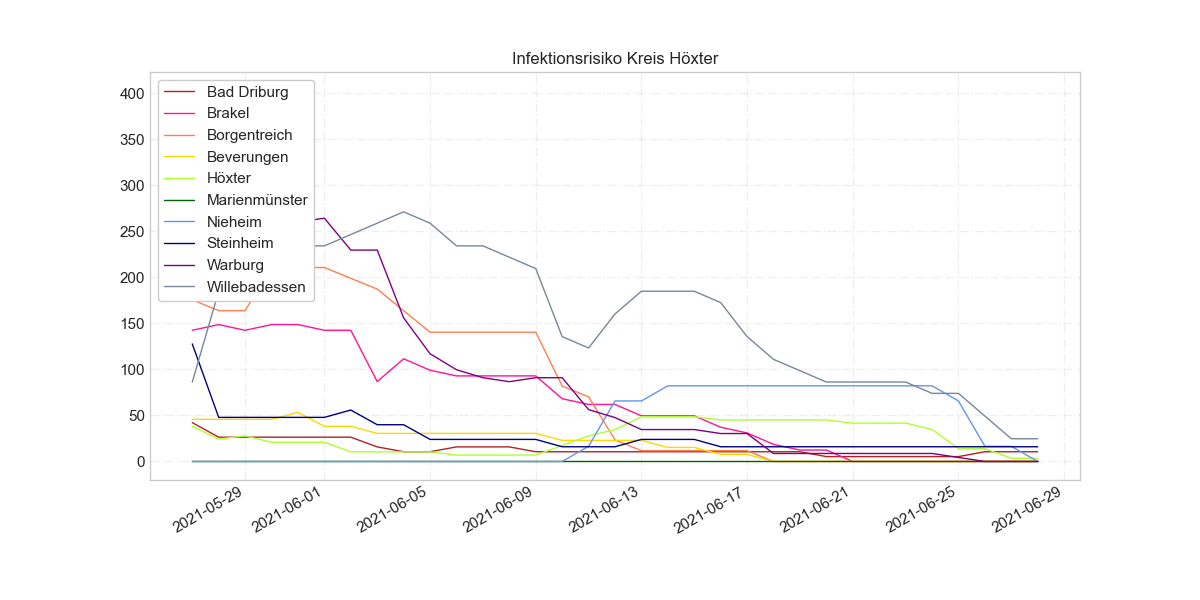 Infektionsrisiko Kreis Höxter
400
350
300
250
200
150
100
50
0
Bad Driburg
Brakel
Borgentreich
Beverungen
Höxter
Marienmünster
Nieheim
Steinheim
Warburg
Willebadessen
2021-05-29
2021-06-01
2021-06-05
2021-06-09
2021-06-13
2021-06-17
2021-06-21
2021-06-25
2021-06-29